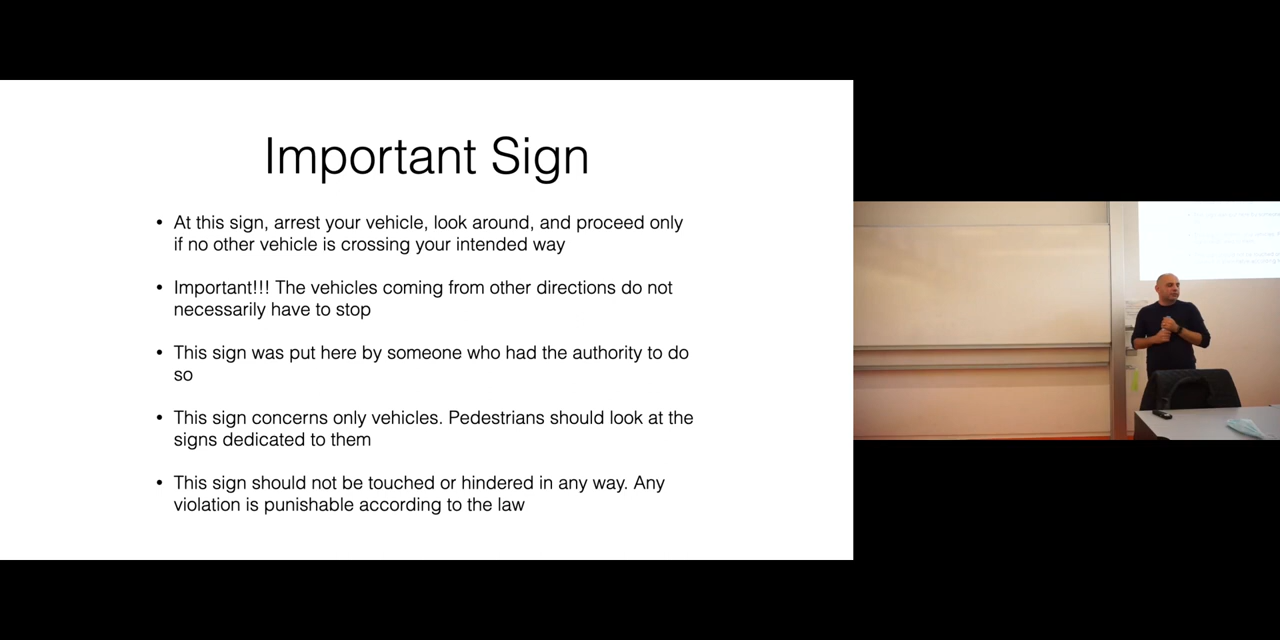 Important Sign
• At this sign, arrest your vehicle, look around, and proceed only
if no other vehicle is crossing your intended way
• Important!!! The vehicles coming from other directions do not
necessarily have to stop
• This sign was put here by someone who had the authority to do
so
• This sign concerns only vehicles. Pedestrians should look at the
signs dedicated to them
• This sign should not be touched or hindered in any way. Any
violation is punishable according to the law